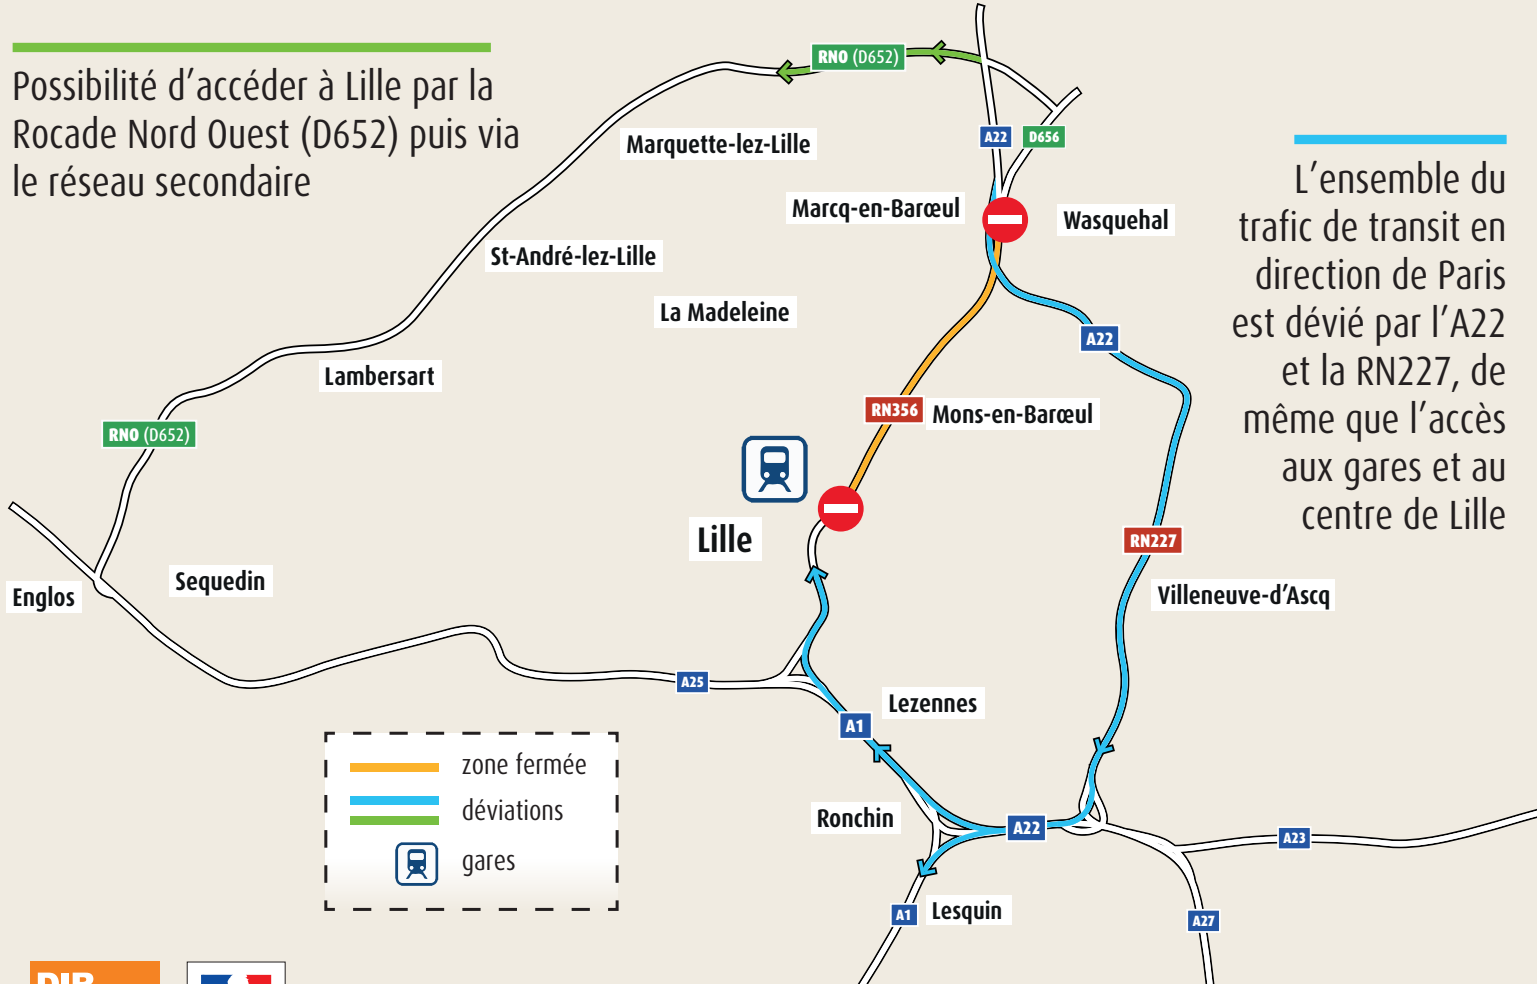 Possibilité d'accéder à Lille par la
Rocade Nord Ouest (D652) puis via
le réseau secondaire
RNO (D652)
A22
D656
Marquette-lez-Lille
Marcq-en-Barœul
Wasquehal
L'ensemble du
trafic de transit en
direction de Paris
est dévié par l'A22
et la RN227, de
même que l'accès
aux gares et au
centre de Lille
St-André-lez-Lille
La Madeleine
A22
Lambersart
RN356
Mons-en-Barœul
RNO (D652)
Lille
RN227
Englos
Sequedin
Villeneuve-d'Ascq
A25
Lezennes
A1
zone fermée
déviations
gares
Ronchin
A22
A23
A1
Lesquin
A27
DIR